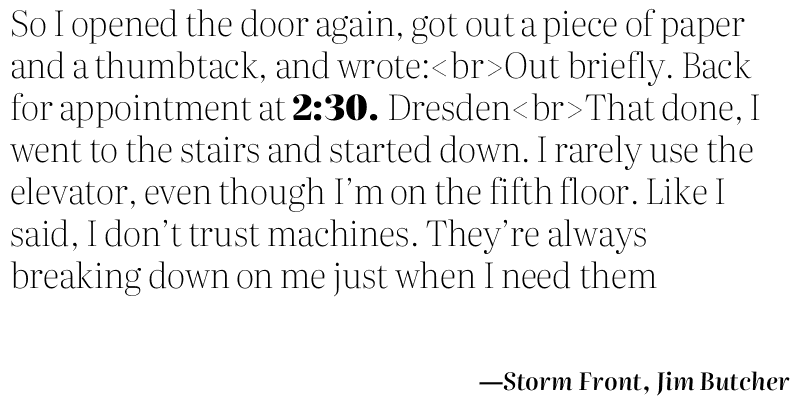 So I opened the door again, got out a piece of paper
and a thumbtack, and wrote:<br>Out briefly. Back
for appointment at 2:30. Dresden<br>That done, I
went to the stairs and started down. I rarely use the
elevator, even though I’m on the fifth floor. Like I
said, I don’t trust machines. They’re always
breaking down on me just when I need them
—Storm Front, Jim Butcher